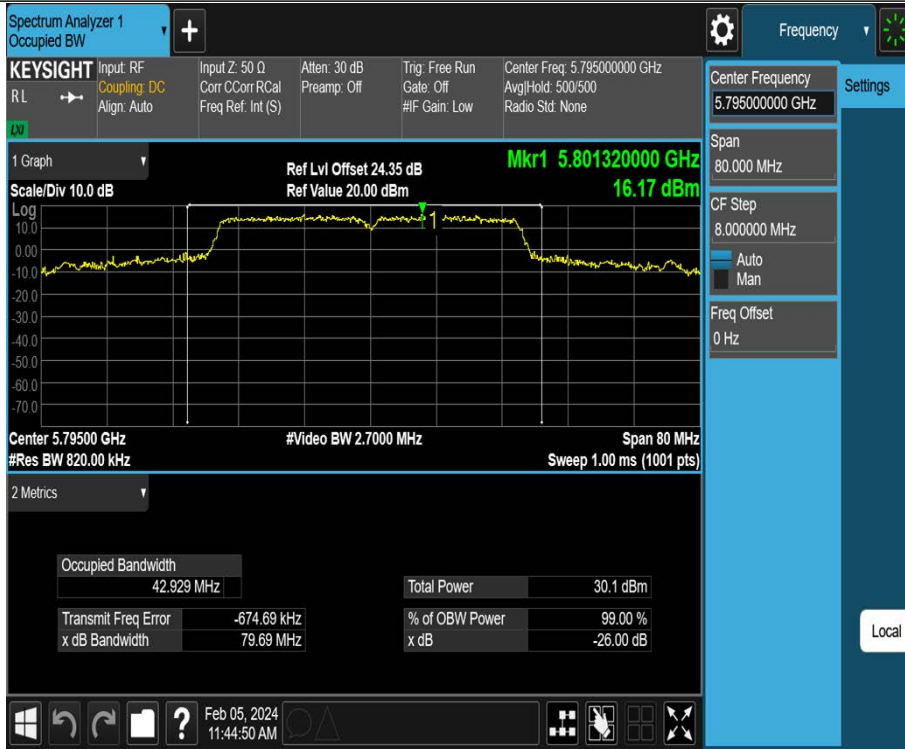 Spectrum Analyzer 1
Occupied BW
+
Frequency
KEYSIGHT
R L
LXI
Input: RF
Coupling: DC
Align: Auto
Input Z: 50 Ω
Corr CCorr RCal
Freq Ref: Int (S)
Atten: 30 dB
Preamp: Off
Trig: Free Run
Gate: Off
#IF Gain: Low
Center Freq: 5.795000000 GHz
Avg|Hold: 500/500
Radio Std: None
Center Frequency
5.795000000 GHz
Settings
Span
80.000 MHz
CF Step
8.000000 MHz
Auto
Man
Freq Offset
0 Hz
1 Graph
Scale/Div 10.0 dB
Ref Lvl Offset 24.35 dB
Ref Value 20.00 dBm
Mkr1 5.801320000 GHz
16.17 dBm
Log
10.0
0.00
-10.0
-20.0
-30.0
-40.0
-50.0
-60.0
-70.0
1
Center 5.79500 GHz
#Res BW 820.00 kHz
#Video BW 2.7000 MHz
Span 80 MHz
Sweep 1.00 ms (1001 pts)
2 Metrics
Occupied Bandwidth
42.929 MHz
Total Power 30.1 dBm
Transmit Freq Error -674.69 kHz
% of OBW Power 99.00 %
x dB Bandwidth 79.69 MHz
x dB -26.00 dB
Local
?
Feb 05, 2024
11:44:50 AM